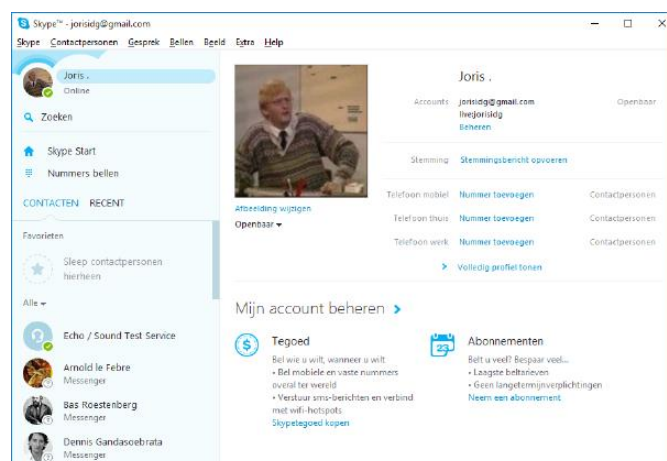 Skype™ - jorisidg@gmail.com
Skype Contactpersonen Gesprek Bellen Beeld Extra Help
Joris .
Online
Zoeken
Skype Start
Nummers bellen
CONTACTEN RECENT
Favorieten
Sleep contactpersonen
hierheen
Alle
Echo / Sound Test Service
Arnold le Febre
Messenger
Bas Roestenberg
Messenger
Dennis Gandasoebrata
Messenger
Afbeelding wijzigen
Openbaar
Joris .
Accounts jorisidg@gmail.com Openbaar
live:jorisidg
Beheren
Stemming Stemmingsbericht opvoeren
Telefoon mobiel Nummer toevoegen Contactpersonen
Telefoon thuis Nummer toevoegen Contactpersonen
Telefoon werk Nummer toevoegen Contactpersonen
Volledig profiel tonen
Mijn account beheren
Tegoed
Bel wie u wilt, wanneer u wilt
• Bel mobiele en vaste nummers
overal ter wereld
• Verstuur sms-berichten en verbind
met wifi-hotspots
Skypetegoed kopen
23
Abonnementen
Belt u veel? Bespaar veel...
• Laagste beltarieven
• Geen langetermijnverplichtingen
Neem een abonnement